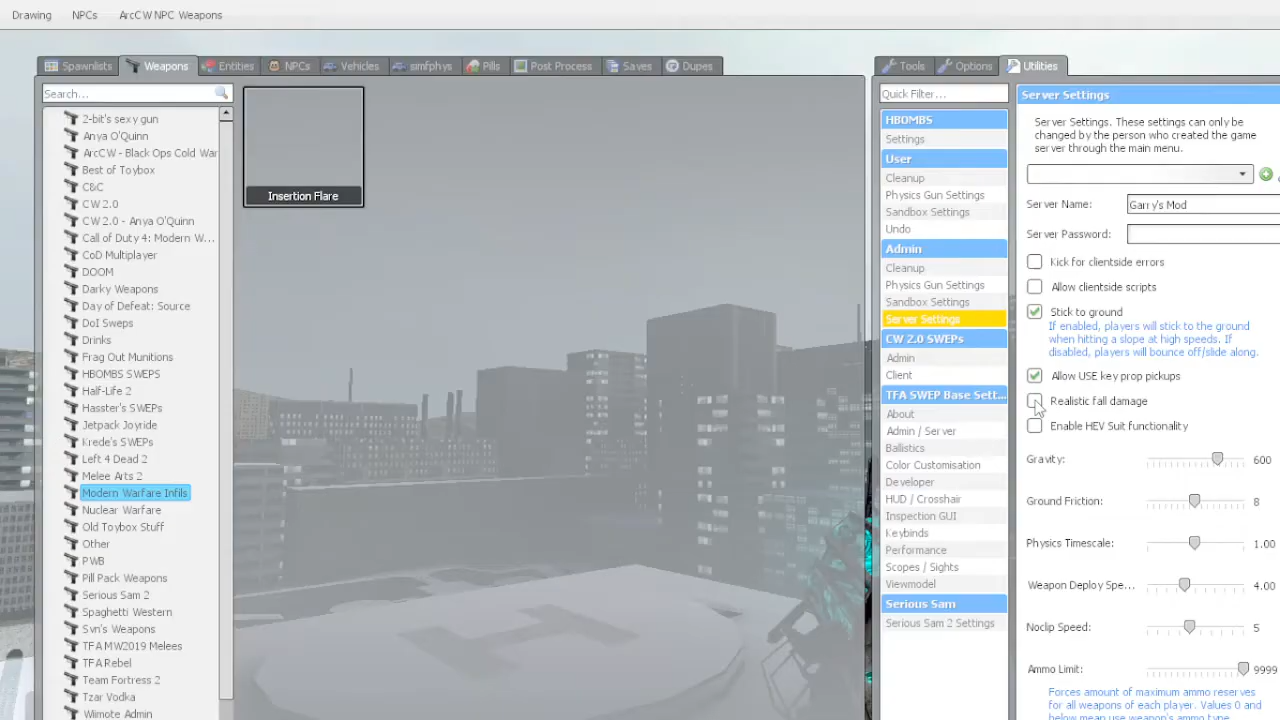 Drawing
NPCs
ArcCW NPC Weapons
Spawnlists
Weapons
Entities
NPCs
Vehicles
simfphys
Pills
Post Process
Saves
Dupes
Search...
2-bit's sexy gun
Anya O'Quinn
ArcCW - Black Ops Cold War
Best of Toybox
C&C
CW 2.0
CW 2.0 - Anya O'Quinn
Call of Duty 4: Modern W...
CoD Multiplayer
DOOM
Darky Weapons
Day of Defeat: Source
DoI Sweps
Drinks
Frag Out Munitions
HBOMBS SWEPS
Half-Life 2
Hasster's SWEPs
Jetpack Joyride
Krede's SWEPs
Left 4 Dead 2
Melee Arts 2
Modern Warfare Infils
Nuclear Warfare
Old Toybox Stuff
Other
PWB
Pill Pack Weapons
Serious Sam 2
Spaghetti Western
Svn's Weapons
TFA MW2019 Melees
TFA Rebel
Team Fortress 2
Tzar Vodka
Wiimote Admin
Insertion Flare
Tools
Options
Utilities
Quick Filter...
HBOMBS
Settings
User
Cleanup
Physics Gun Settings
Sandbox Settings
Undo
Admin
Cleanup
Physics Gun Settings
Sandbox Settings
Server Settings
CW 2.0 SWEPs
Admin
Client
TFA SWEP Base Sett...
About
Admin / Server
Ballistics
Color Customisation
Developer
HUD / Crosshair
Inspection GUI
Keybinds
Performance
Scopes / Sights
Viewmodel
Serious Sam
Serious Sam 2 Settings
Server Settings
Server Settings. These settings can only be
changed by the person who created the game
server through the main menu.
Server Name: Garry's Mod
Server Password:
Kick for clientside errors
Allow clientside scripts
Stick to ground
If enabled, players will stick to the ground
when hitting a slope at high speeds. If
disabled, players will bounce off/slide along.
Allow USE key prop pickups
Realistic fall damage
Enable HEV Suit functionality
Gravity: 600
Ground Friction: 8
Physics Timescale: 1.00
Weapon Deploy Spe... 4.00
Noclip Speed: 5
Ammo Limit: 9999
Forces amount of maximum ammo reserves
for all weapons of each player. Values 0 and
below mean use weapon's ammo type